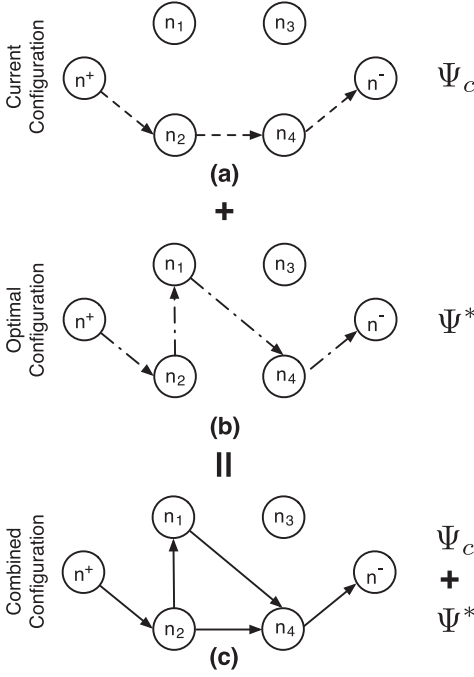 n1 n3
Current
Configuration
n+ n- Ψc
n2 n4
(a)
+
n1 n3
Optimal
Configuration
n+ n- Ψ*
n2 n4
(b)
=
n1 n3
Combined
Configuration
n+ n- Ψc
+
Ψ*
n2 n4
(c)